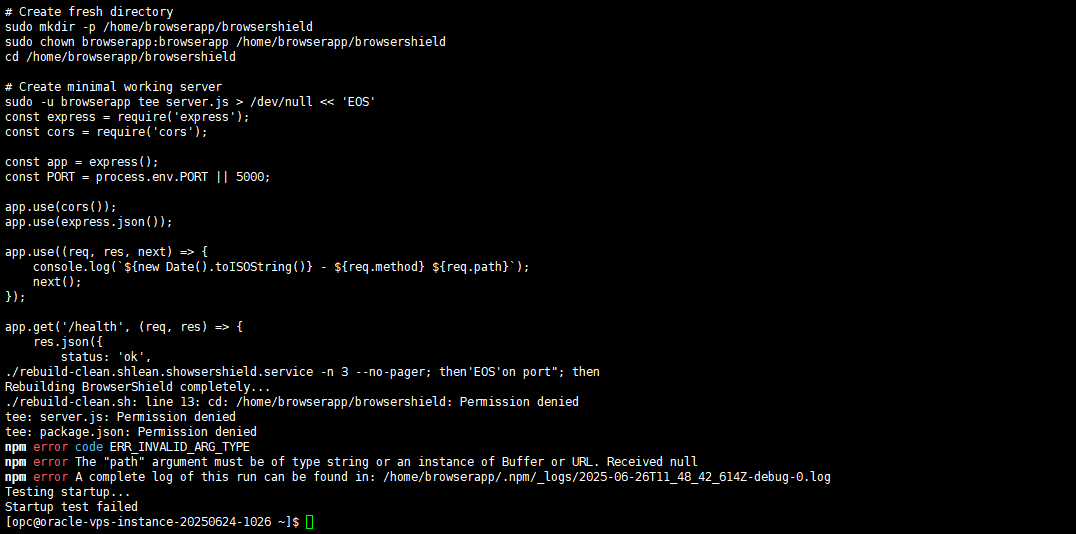 # Create fresh directory
sudo mkdir -p /home/browserapp/browsershield
sudo chown browserapp:browserapp /home/browserapp/browsershield
cd /home/browserapp/browsershield

# Create minimal working server
sudo -u browserapp tee server.js > /dev/null << 'EOS'
const express = require('express');
const cors = require('cors');

const app = express();
const PORT = process.env.PORT || 5000;

app.use(cors());
app.use(express.json());

app.use((req, res, next) => {
    console.log(`${new Date().toISOString()} - ${req.method} ${req.path}`);
    next();
});

app.get('/health', (req, res) => {
    res.json({
        status: 'ok',
./rebuild-clean.shlean.showsershield.service -n 3 --no-pager; then'EOS'on port"; then
Rebuilding BrowserShield completely...
./rebuild-clean.sh: line 13: cd: /home/browserapp/browsershield: Permission denied
tee: server.js: Permission denied
tee: package.json: Permission denied
npm error code ERR_INVALID_ARG_TYPE
npm error The "path" argument must be of type string or an instance of Buffer or URL. Received null
npm error A complete log of this run can be found in: /home/browserapp/.npm/_logs/2025-06-26T11_48_42_614Z-debug-0.log
Testing startup...
Startup test failed
[opc@oracle-vps-instance-20250624-1026 ~]$